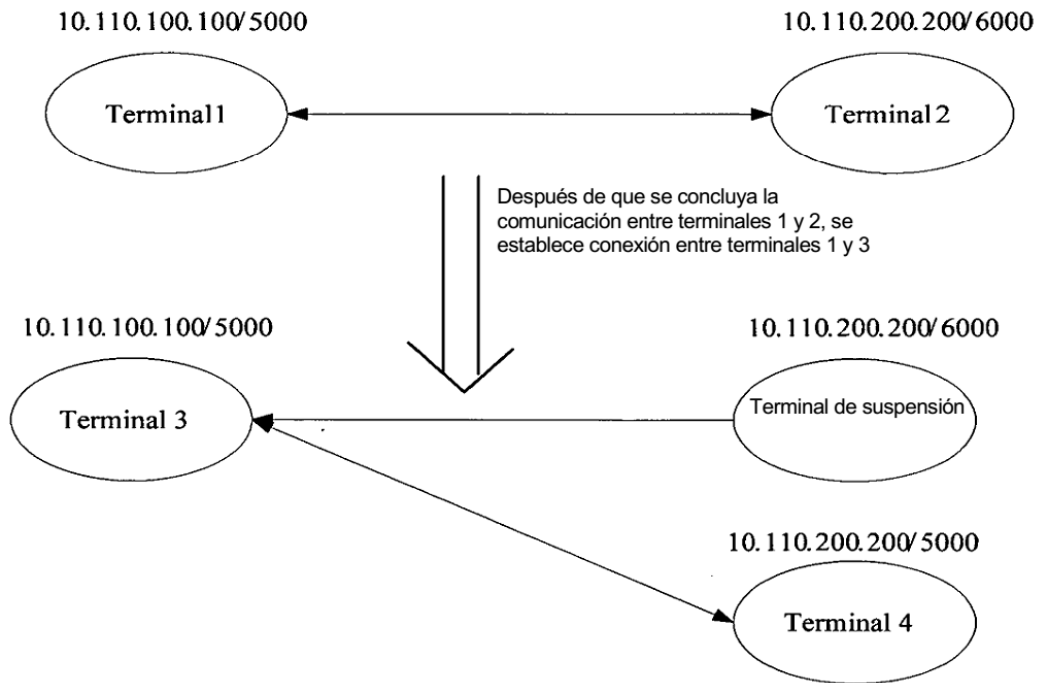 10.110.100.100/5000
10.110.200.200/6000
Terminal1
Terminal 2
Después de que se concluya la
comunicación entre terminales 1 y 2, se
establece conexión entre terminales 1 y 3
10.110.100.100/5000
10.110.200.200/6000
Terminal 3
Terminal de suspensión
10.110.200.200/5000
Terminal 4